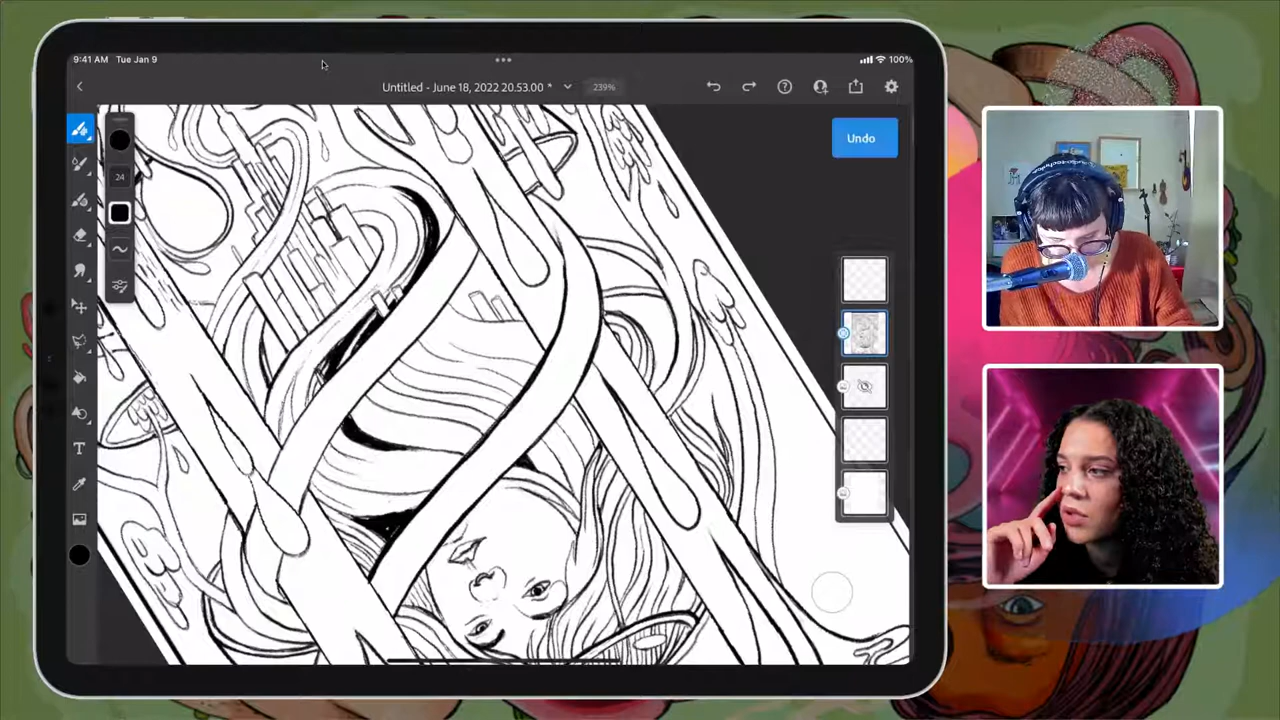 9:41 AM Tue Jan 9
100%
Untitled - June 18, 2022 20.53.00 *
239%
Undo
24
T